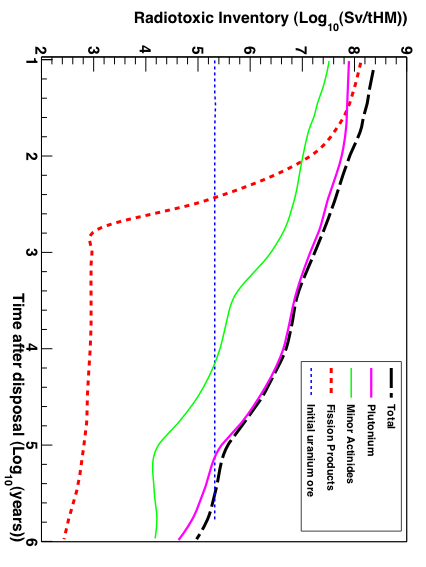 Radiotoxic Inventory (Log10(Sv/tHM))
2 3 4 5 6 7 8 9
1
2
3
4
5
6
Time after disposal (Log10(years))
Total
Plutonium
Minor Actinides
Fission Products
Initial uranium ore